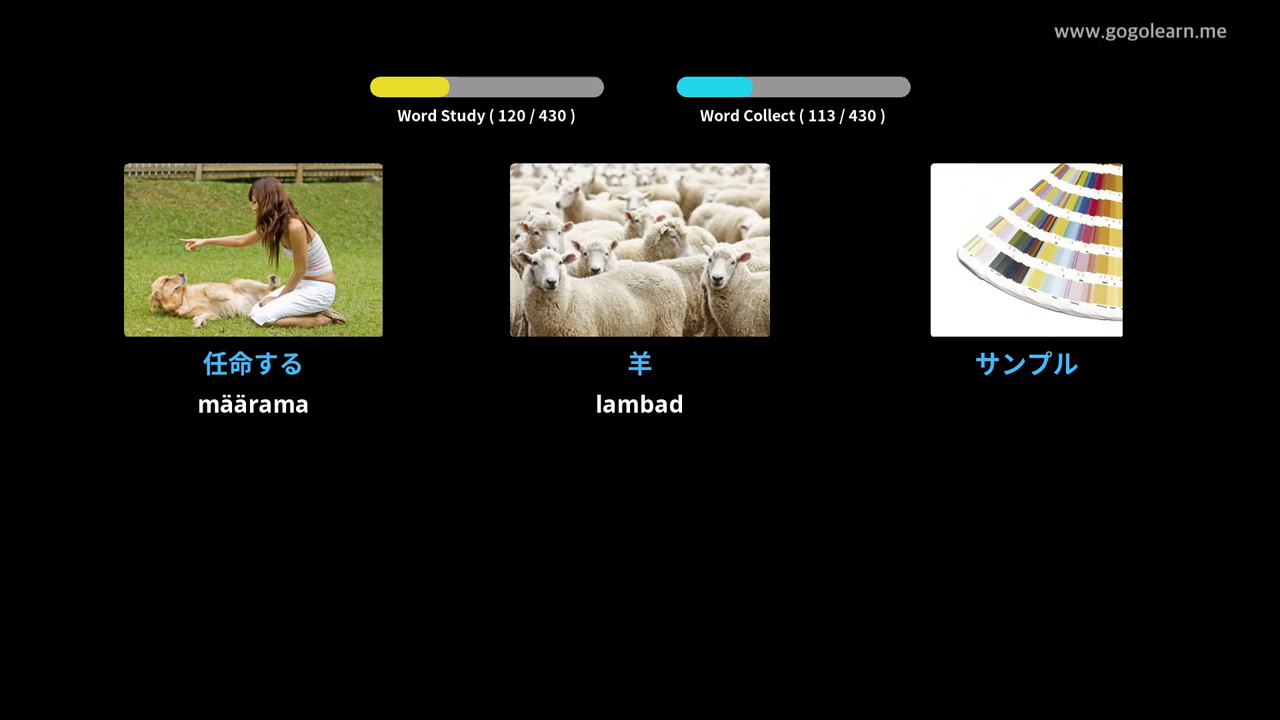 www.gogolearn.me
Word Study ( 120 / 430 )
Word Collect ( 113 / 430 )
任命する
羊
サンプル
määrama
lambad